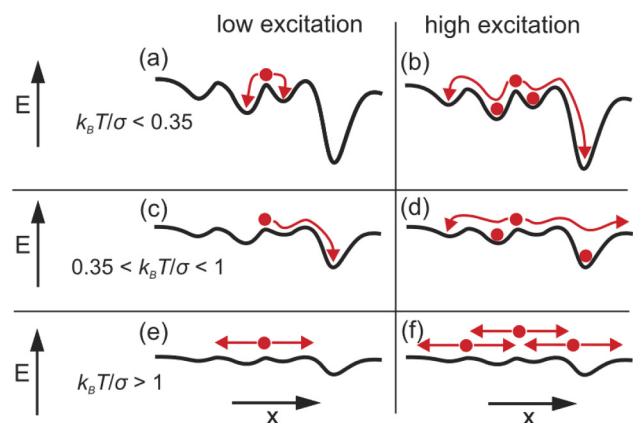 low excitation
high excitation
(a)
(b)
E
k_BT/σ < 0.35
(c)
(d)
E
0.35 < k_BT/σ < 1
(e)
(f)
E
k_BT/σ > 1
x
x